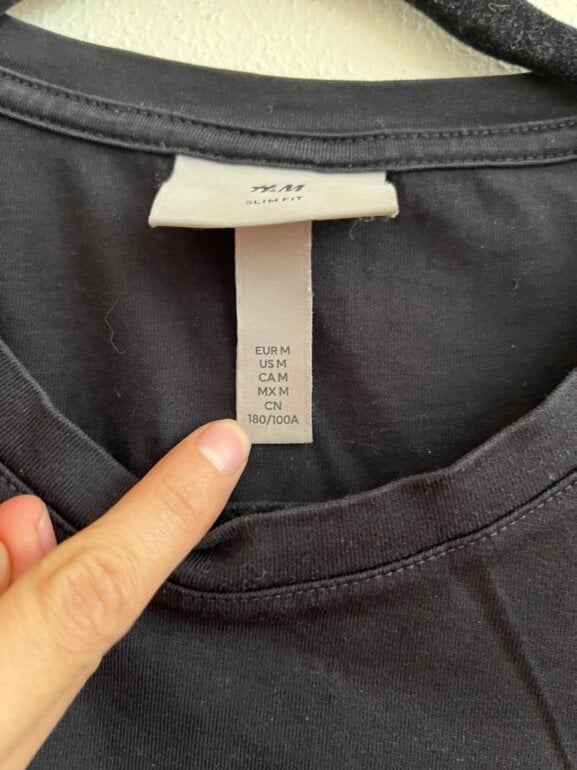 H&M
SLIM FIT
EUR M
US M
CA M
MX M
CN
180/100A